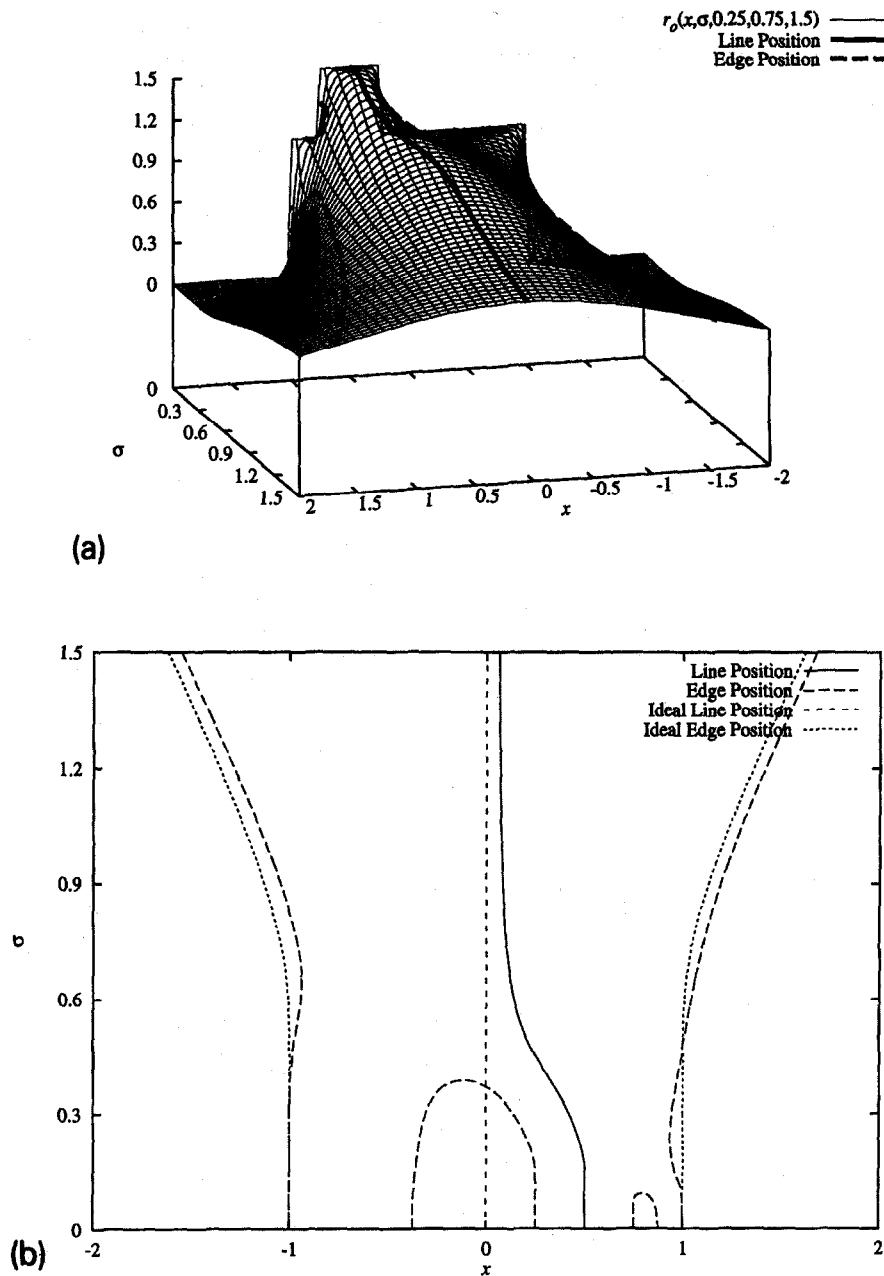 r_o(x,σ,0.25,0.75,1.5)
Line Position
Edge Position
1.5
1.2
0.9
0.6
0.3
0
0
0.3
0.6
0.9
1.2
1.5
σ
2
1.5
1
0.5
0
-0.5
-1
-1.5
-2
x
(a)
1.5
1.2
0.9
0.6
0.3
0
σ
Line Position
Edge Position
Ideal Line Position
Ideal Edge Position
-2
-1
0
1
2
x
(b)